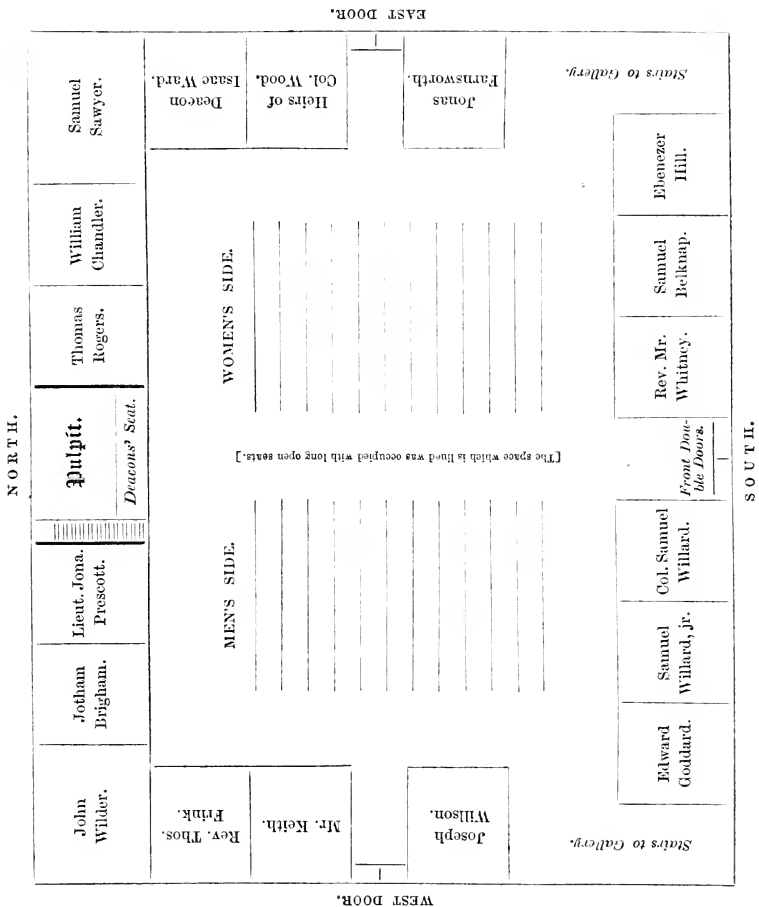 EAST DOOR.
Samuel
Sawyer.
Deacon
Isaac Ward.
Heirs of
Col. Wood.
Jonas
Farnsworth.
Stairs to Gallery.
William
Chandler.
Thomas
Rogers.
WOMEN'S SIDE.
Ebenezer
Hill.
Samuel
Belknap.
Rev. Mr.
Whitney.
NORTH.
Pulpit.
Deacons' Seat.
[The space which is lined was occupied with long open seats.]
Front Dou-
ble Doors.
SOUTH.
Lieut. Jona.
Prescott.
Jotham
Brigham.
MEN'S SIDE.
Col. Samuel
Willard.
Samuel
Willard, jr.
Edward
Goddard.
John
Wilder.
Rev. Thos.
Frink.
Mr. Keith.
Joseph
Willson.
Stairs to Gallery.
WEST DOOR.